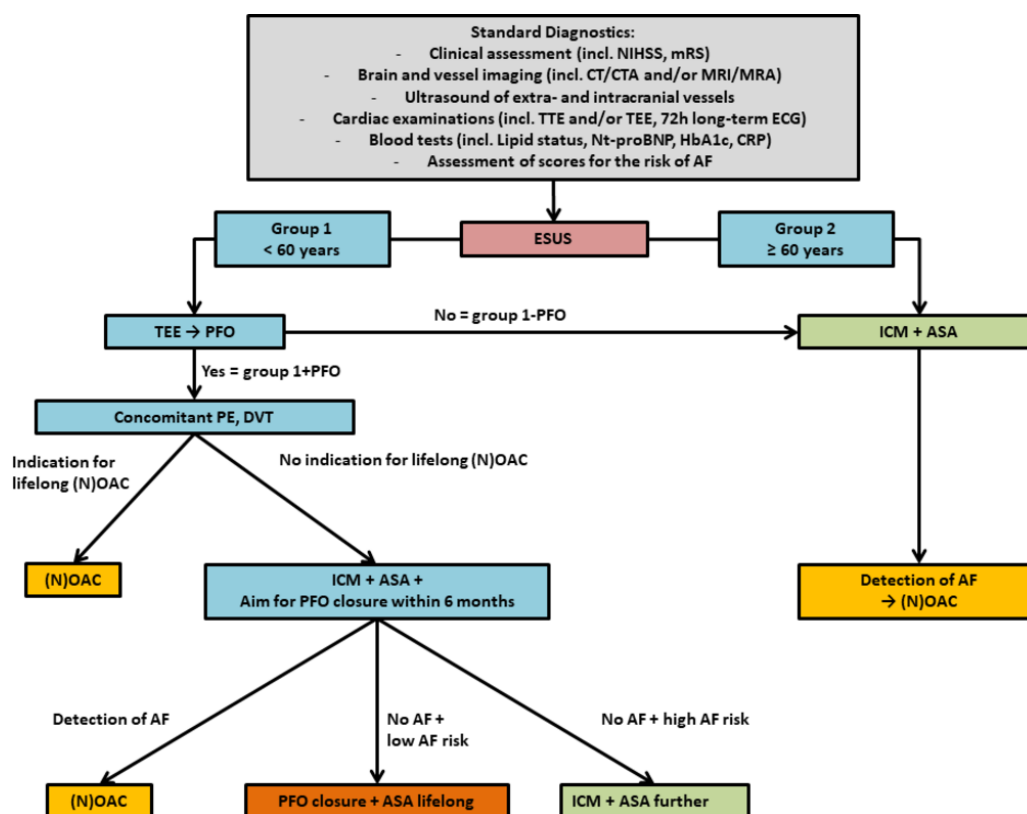 Standard Diagnostics:
- Clinical assessment (incl. NIHSS, mRS)
- Brain and vessel imaging (incl. CT/CTA and/or MRI/MRA)
- Ultrasound of extra- and intracranial vessels
- Cardiac examinations (incl. TTE and/or TEE, 72h long-term ECG)
- Blood tests (incl. Lipid status, Nt-proBNP, HbA1c, CRP)
- Assessment of scores for the risk of AF
Group 1
< 60 years
ESUS
Group 2
≥ 60 years
TEE → PFO
No = group 1-PFO
ICM + ASA
Yes = group 1+PFO
Concomitant PE, DVT
Indication for
lifelong (N)OAC
No indication for lifelong (N)OAC
(N)OAC
ICM + ASA +
Aim for PFO closure within 6 months
Detection of AF
→ (N)OAC
Detection of AF
No AF +
low AF risk
No AF + high AF risk
(N)OAC
PFO closure + ASA lifelong
ICM + ASA further